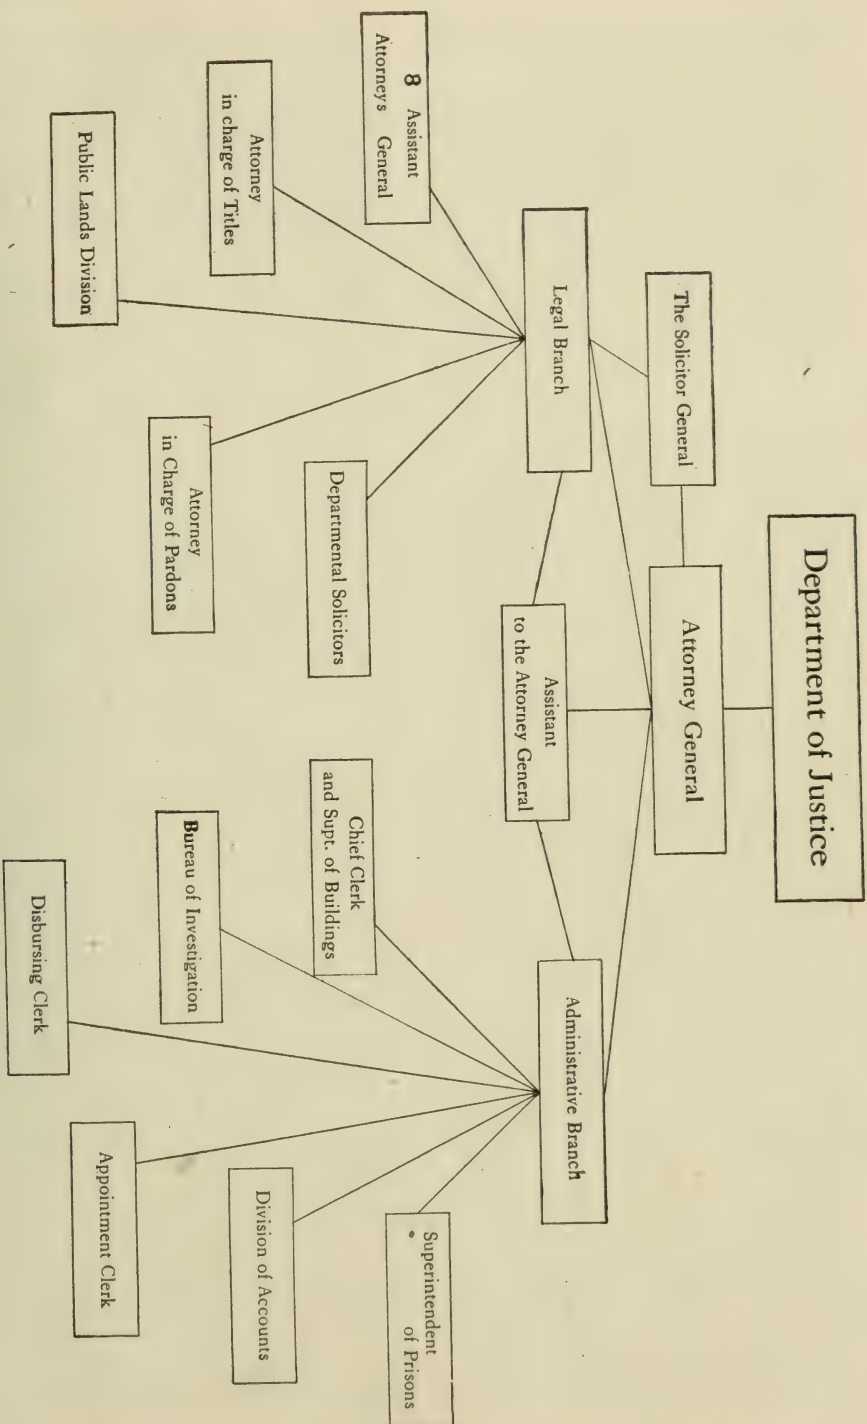 Department of Justice
Attorney General
The Solicitor General
Assistant
to the Attorney General
Legal Branch
Administrative Branch
8 Assistant
Attorneys General
Attorney
in charge of Titles
Public Lands Division
Attorney
in Charge of Pardons
Departmental Solicitors
Chief Clerk
and Supt. of Buildings
Bureau of Investigation
Disbursing Clerk
Appointment Clerk
Division of Accounts
Superintendent
of Prisons